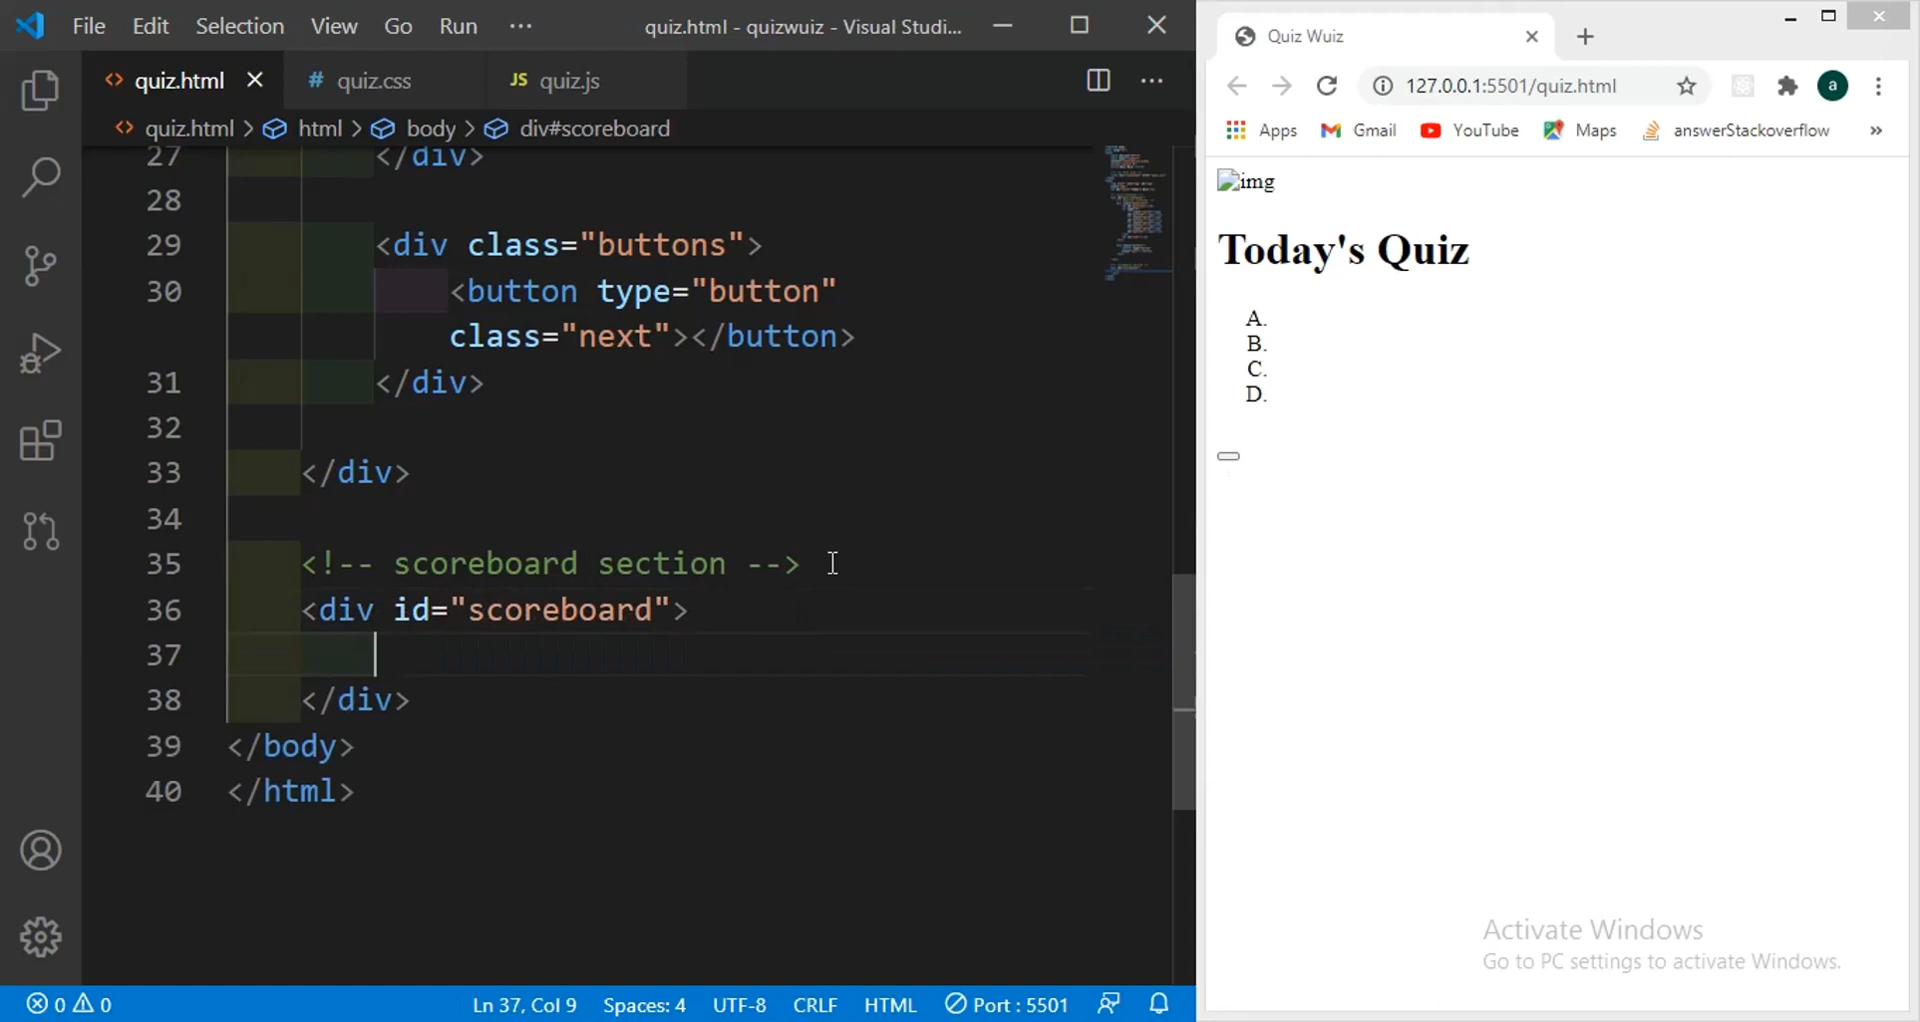 File Edit Selection View Go Run ··· quiz.html - quizwuiz - Visual Studi...
quiz.html # quiz.css JS quiz.js ···
quiz.html > html > body > div#scoreboard
27 </div>
28
29 <div class="buttons">
30 <button type="button"
class="next"></button>
31 </div>
32
33 </div>
34
35 <!-- scoreboard section -->
36 <div id="scoreboard">
37
38 </div>
39 </body>
40 </html>
0 0 Ln 37, Col 9 Spaces: 4 UTF-8 CRLF HTML Port : 5501
Quiz Wuiz
127.0.0.1:5501/quiz.html a
Apps Gmail YouTube Maps answerStackoverflow »
img
Today's Quiz
A.
B.
C.
D.
Activate Windows
Go to PC settings to activate Windows.